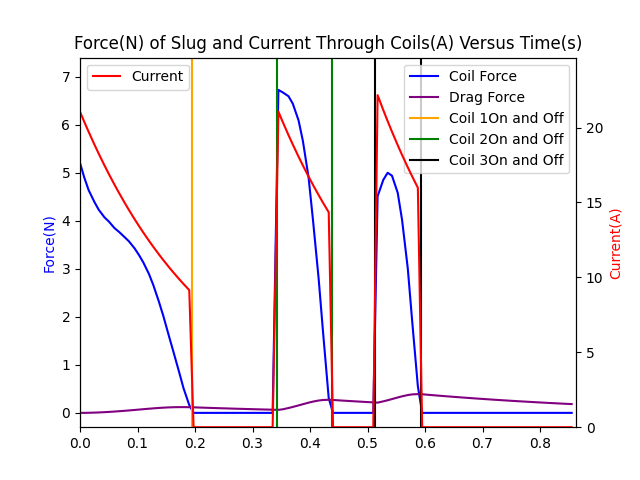 Force(N) of Slug and Current Through Coils(A) Versus Time(s)
Current
Coil Force
Drag Force
Coil 1On and Off
Coil 2On and Off
Coil 3On and Off
Force(N)
7
6
5
4
3
2
1
0
Current(A)
20
15
10
5
0
0.0 0.1 0.2 0.3 0.4 0.5 0.6 0.7 0.8